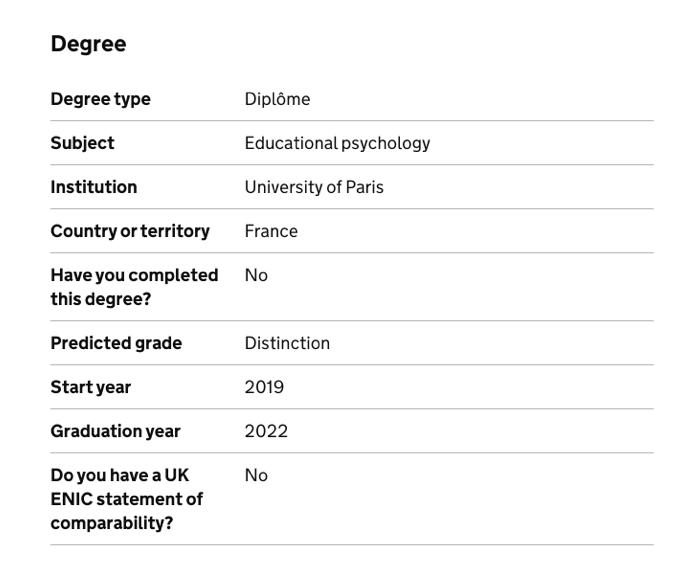 Degree
Degree type Diplôme
Subject Educational psychology
Institution University of Paris
Country or territory France
Have you completed No
this degree?
Predicted grade Distinction
Start year 2019
Graduation year 2022
Do you have a UK No
ENIC statement of
comparability?